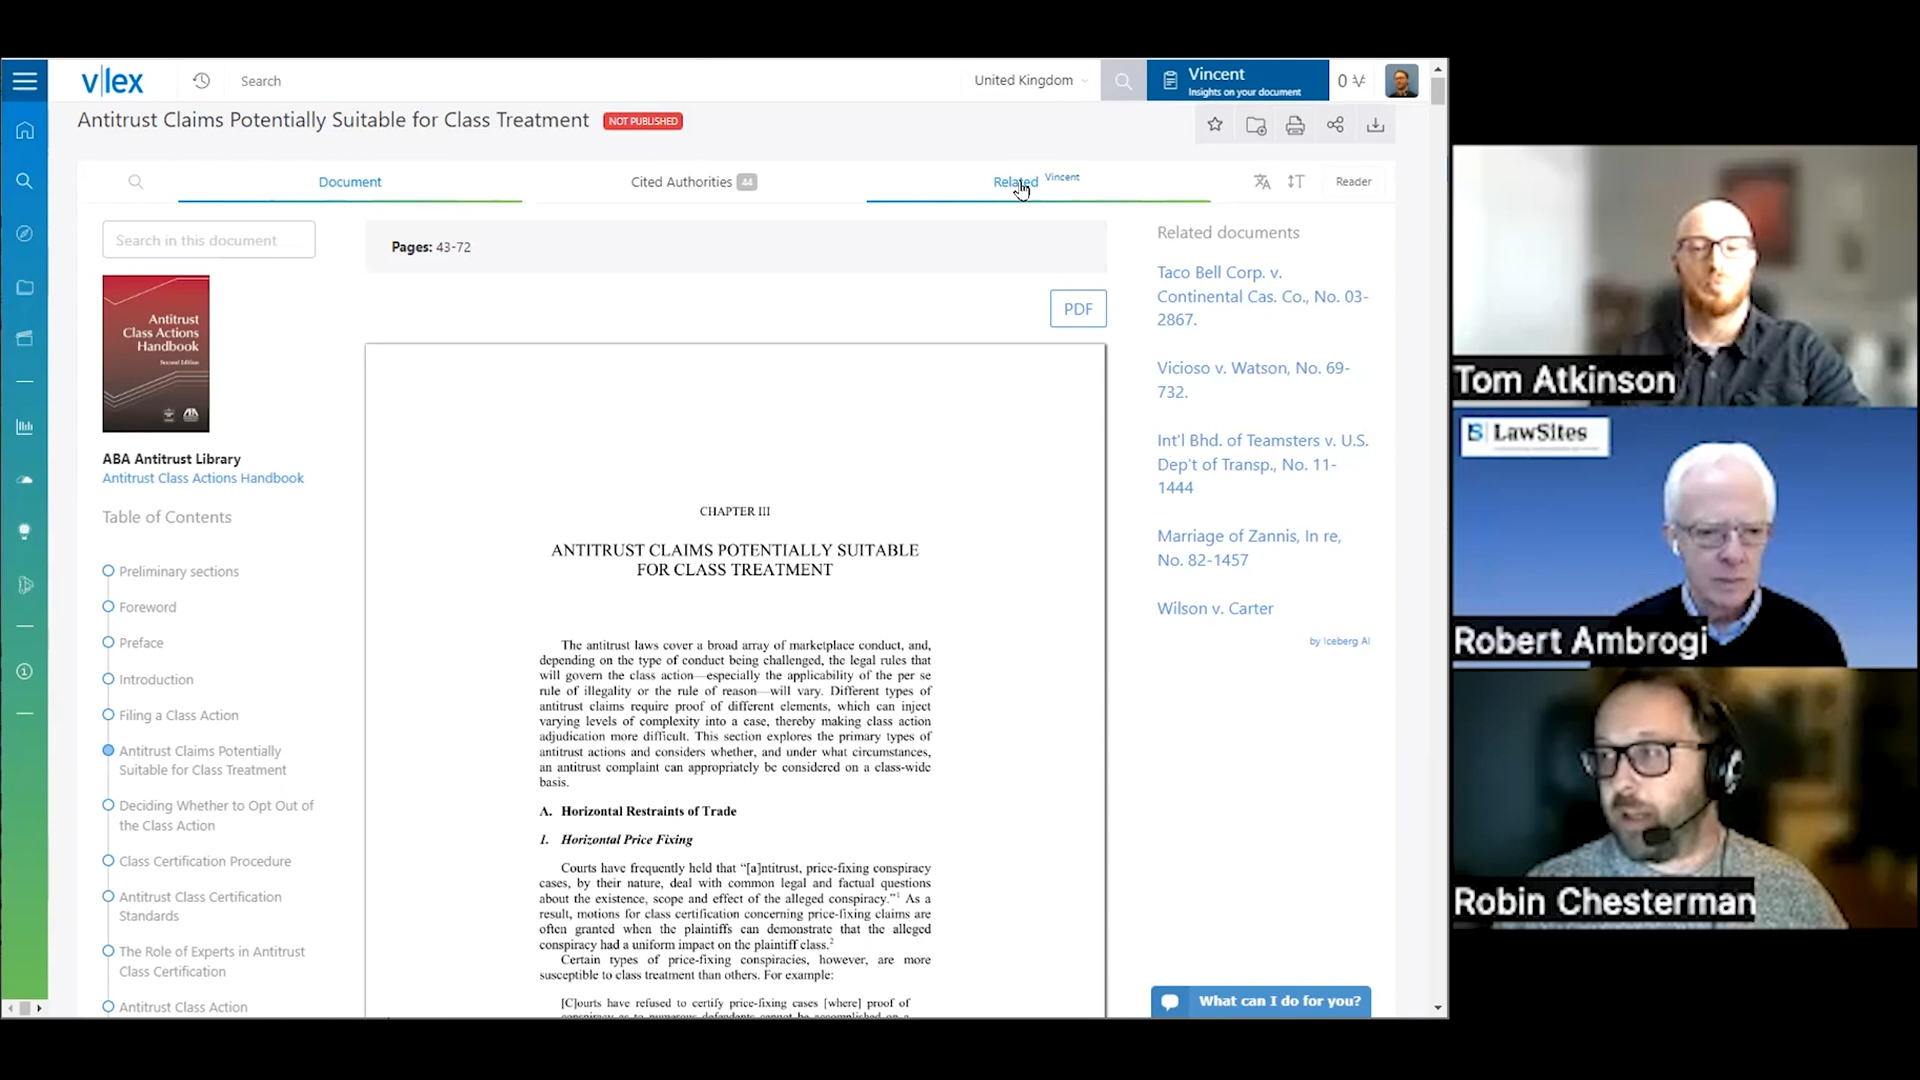 v|lex
Search
United Kingdom
Vincent
Insights on your document
0
Antitrust Claims Potentially Suitable for Class Treatment
NOT PUBLISHED
Document
Cited Authorities 44
Related Vincent
Reader
Search in this document
Antitrust
Class Actions
Handbook
Second Edition
ABA Antitrust Library
Antitrust Class Actions Handbook
Table of Contents
Preliminary sections
Foreword
Preface
Introduction
Filing a Class Action
Antitrust Claims Potentially
Suitable for Class Treatment
Deciding Whether to Opt Out of
the Class Action
Class Certification Procedure
Antitrust Class Certification
Standards
The Role of Experts in Antitrust
Class Certification
Antitrust Class Action
Pages: 43-72
PDF
CHAPTER III
ANTITRUST CLAIMS POTENTIALLY SUITABLE
FOR CLASS TREATMENT
The antitrust laws cover a broad array of marketplace conduct, and,
depending on the type of conduct being challenged, the legal rules that
will govern the class action—especially the applicability of the per se
rule of illegality or the rule of reason—will vary. Different types of
antitrust claims require proof of different elements, which can inject
varying levels of complexity into a case, thereby making class action
adjudication more difficult. This section explores the primary types of
antitrust actions and considers whether, and under what circumstances,
an antitrust complaint can appropriately be considered on a class-wide
basis.
A. Horizontal Restraints of Trade
1. Horizontal Price Fixing
Courts have frequently held that “[a]ntitrust, price-fixing conspiracy
cases, by their nature, deal with common legal and factual questions
about the existence, scope and effect of the alleged conspiracy.”1 As a
result, motions for class certification concerning price-fixing claims are
often granted when the plaintiffs can demonstrate that the alleged
conspiracy had a uniform impact on the plaintiff class.2
Certain types of price-fixing conspiracies, however, are more
susceptible to class treatment than others. For example:
[C]ourts have refused to certify price-fixing cases [where] proof of
conspiracy as to numerous defendants cannot be accomplished on a
Related documents
Taco Bell Corp. v.
Continental Cas. Co., No. 03-
2867.
Vicioso v. Watson, No. 69-
732.
Int'l Bhd. of Teamsters v. U.S.
Dep't of Transp., No. 11-
1444
Marriage of Zannis, In re,
No. 82-1457
Wilson v. Carter
by Iceberg AI
What can I do for you?
Tom Atkinson
LawSites
Robert Ambrogi
Robin Chesterman